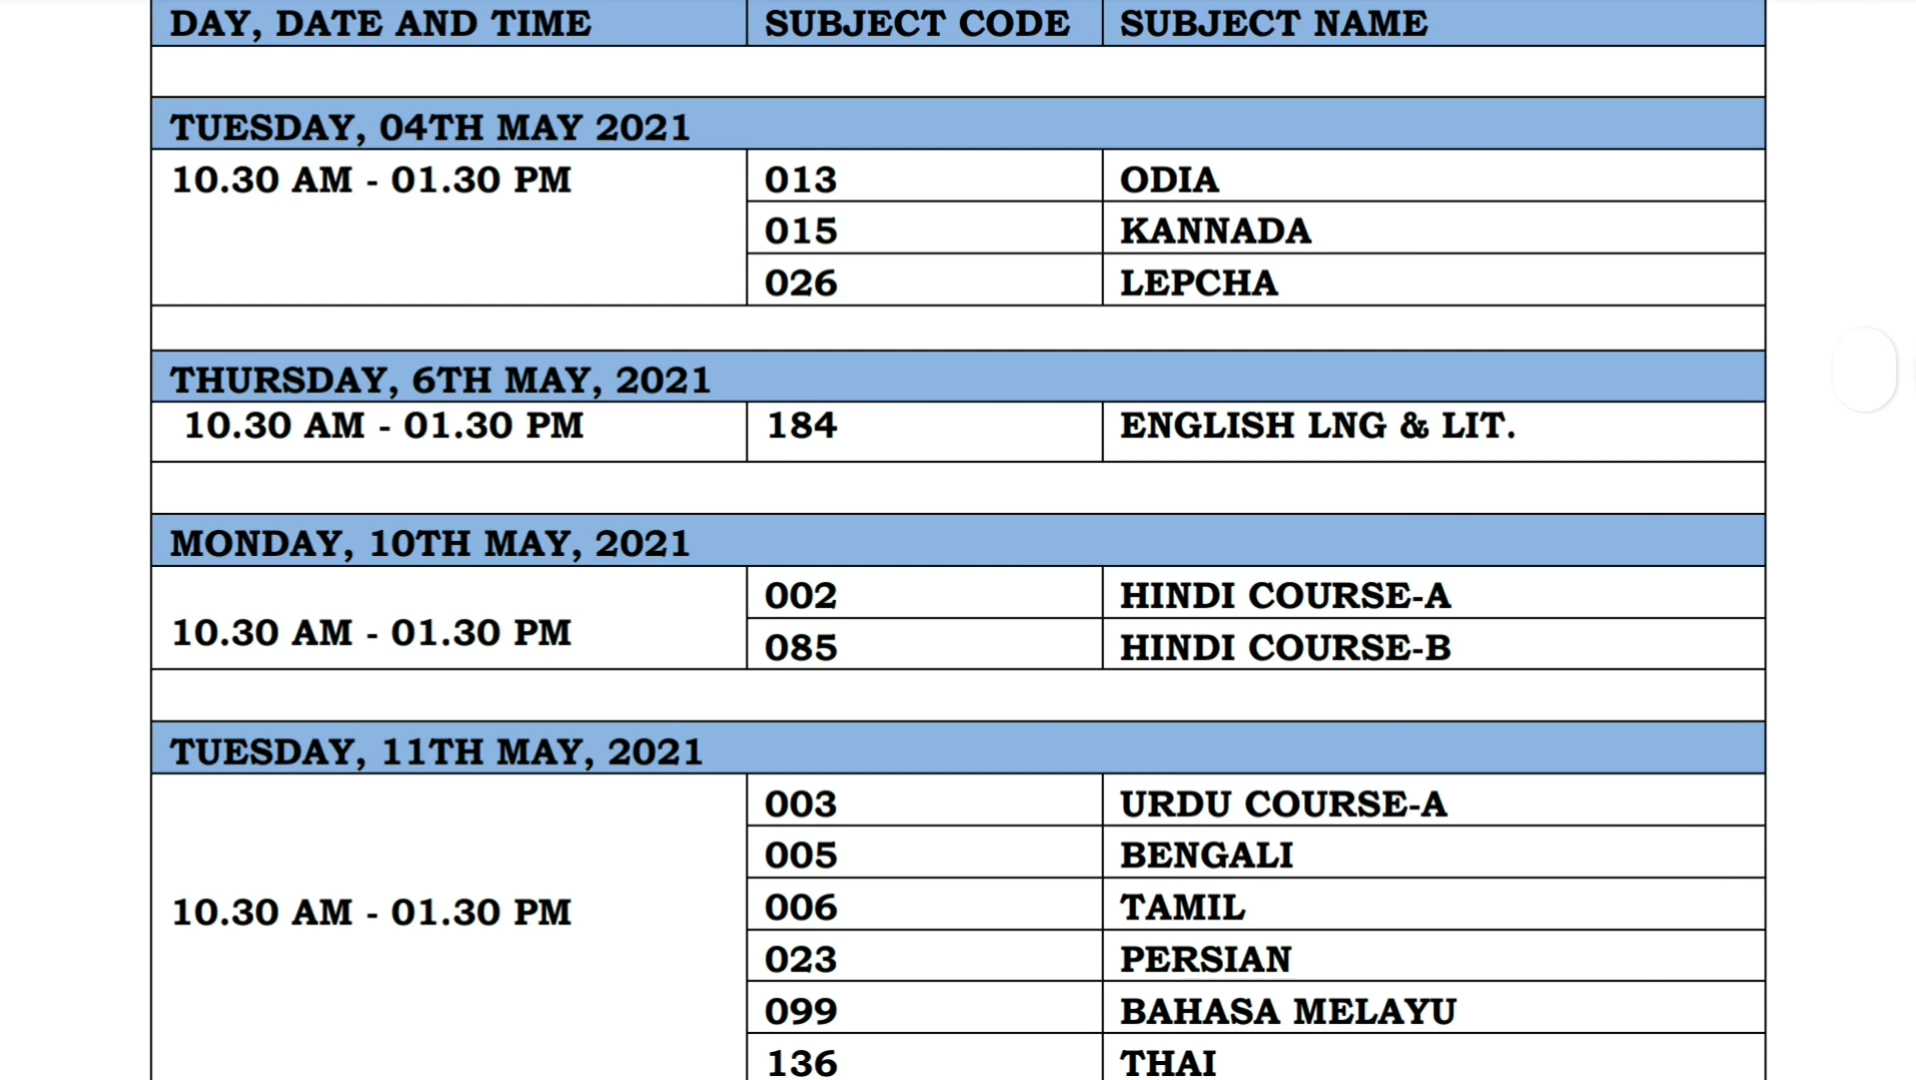 DAY, DATE AND TIME SUBJECT CODE SUBJECT NAME
TUESDAY, 04TH MAY 2021
10.30 AM - 01.30 PM 013 ODIA
015 KANNADA
026 LEPCHA
THURSDAY, 6TH MAY, 2021
10.30 AM - 01.30 PM 184 ENGLISH LNG & LIT.
MONDAY, 10TH MAY, 2021
002 HINDI COURSE-A
10.30 AM - 01.30 PM
085 HINDI COURSE-B
TUESDAY, 11TH MAY, 2021
003 URDU COURSE-A
005 BENGALI
10.30 AM - 01.30 PM 006 TAMIL
023 PERSIAN
099 BAHASA MELAYU
136 THAI